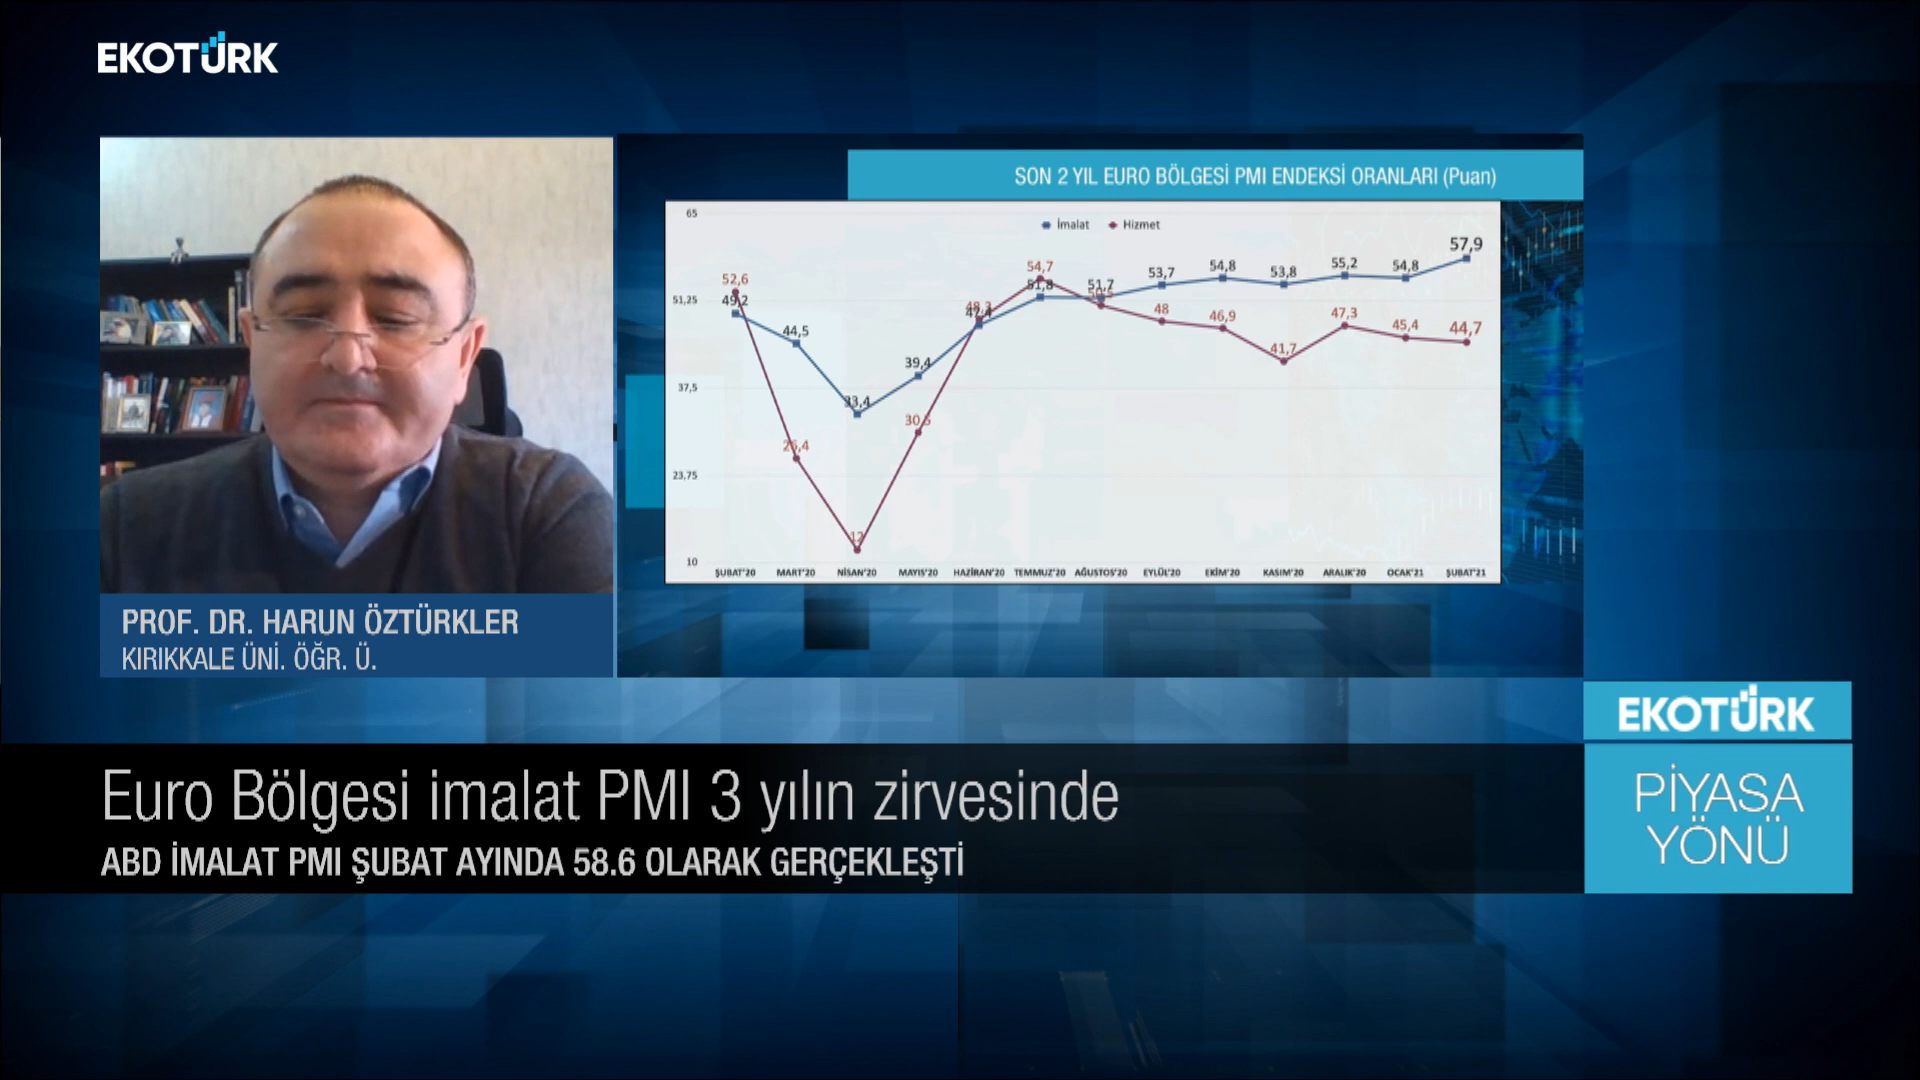 EKOTÜRK
SON 2 YIL EURO BÖLGESİ PMI ENDEKSİ ORANLARI (Puan)
İmalat Hizmet
65
51,25
37,5
23,75
10
52,6 26,4 12 30,5 48,3 54,7 50,5 48 46,9 41,7 47,3 45,4 44,7
49,2 44,5 33,4 39,4 47,4 51,8 51,7 53,7 54,8 53,8 55,2 54,8 57,9
ŞUBAT'20 MART'20 NİSAN'20 MAYIS'20 HAZİRAN'20 TEMMUZ'20 AĞUSTOS'20 EYLÜL'20 EKİM'20 KASIM'20 ARALIK'20 OCAK'21 ŞUBAT'21
PROF. DR. HARUN ÖZTÜRKLER
KIRIKKALE ÜNİ. ÖĞR. Ü.
EKOTÜRK
PİYASA
YÖNÜ
Euro Bölgesi imalat PMI 3 yılın zirvesinde
ABD İMALAT PMI ŞUBAT AYINDA 58.6 OLARAK GERÇEKLEŞTİ